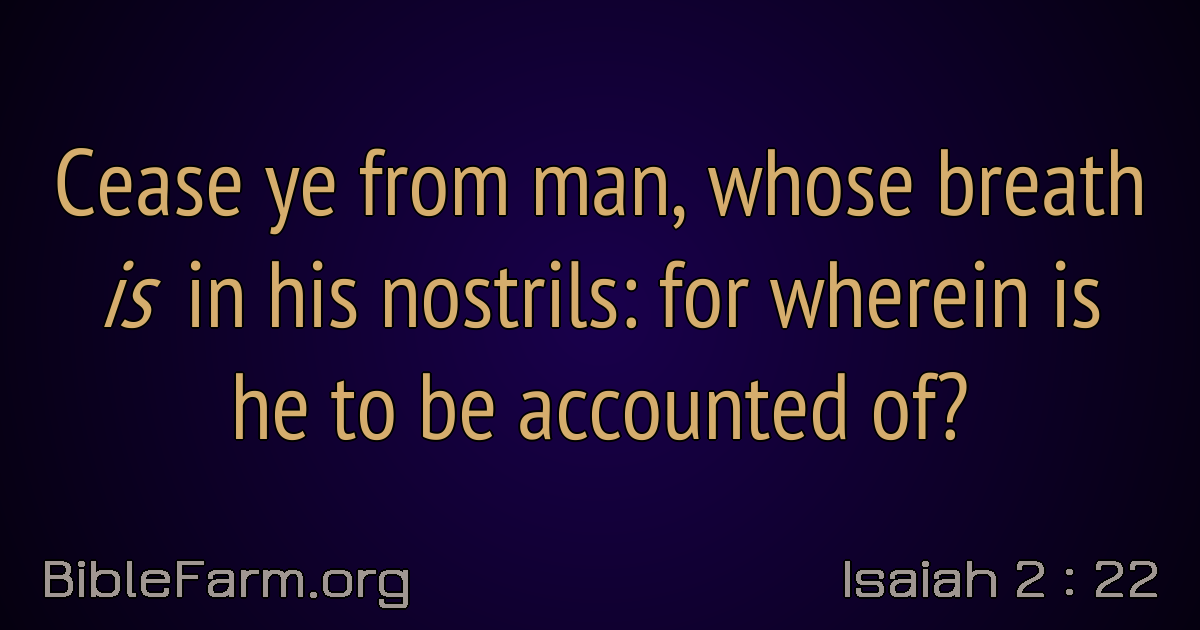 Cease ye from man, whose breath
is in his nostrils: for wherein is
he to be accounted of?
BibleFarm.org
Isaiah 2 : 22